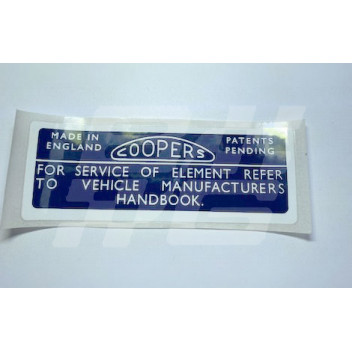 MADE IN
ENGLAND
COOPERS
PATENTS
PENDING
FOR SERVICE OF ELEMENT REFER
TO VEHICLE MANUFACTURERS
HANDBOOK.